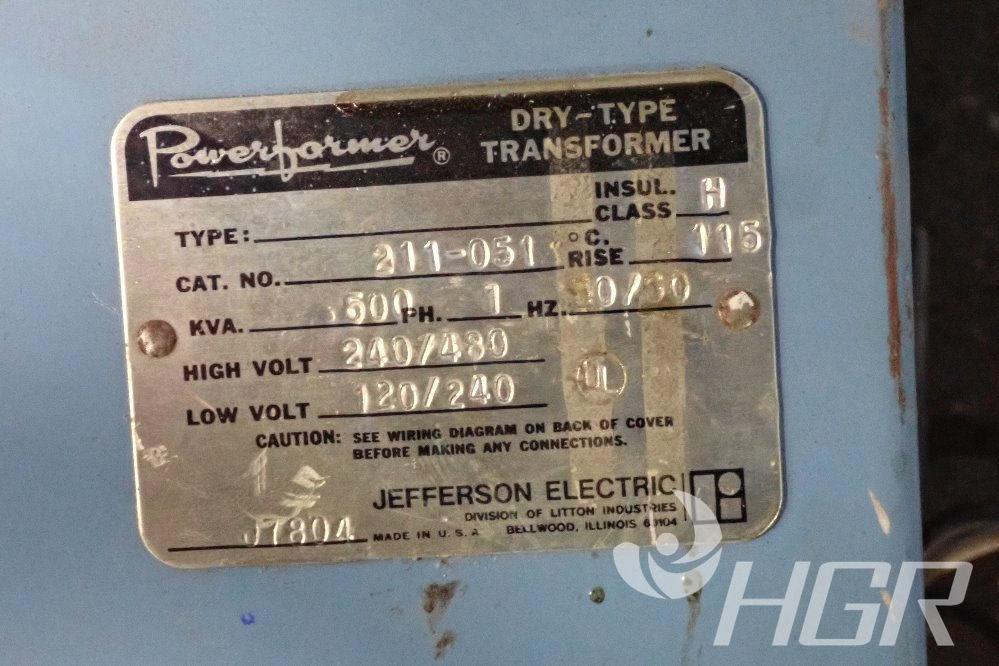 Powerformer®
DRY-TYPE
TRANSFORMER
INSUL.
CLASS H
TYPE:
CAT. NO. 211-051
°C.
RISE 115
KVA. .500 PH. 1 HZ.
HIGH VOLT 240/480
LOW VOLT 120/240
UL
CAUTION: SEE WIRING DIAGRAM ON BACK OF COVER
BEFORE MAKING ANY CONNECTIONS.
JEFFERSON ELECTRIC
DIVISION OF LITTON INDUSTRIES
J7804 MADE IN U.S.A BELLWOOD, ILLINOIS 60104
HGR